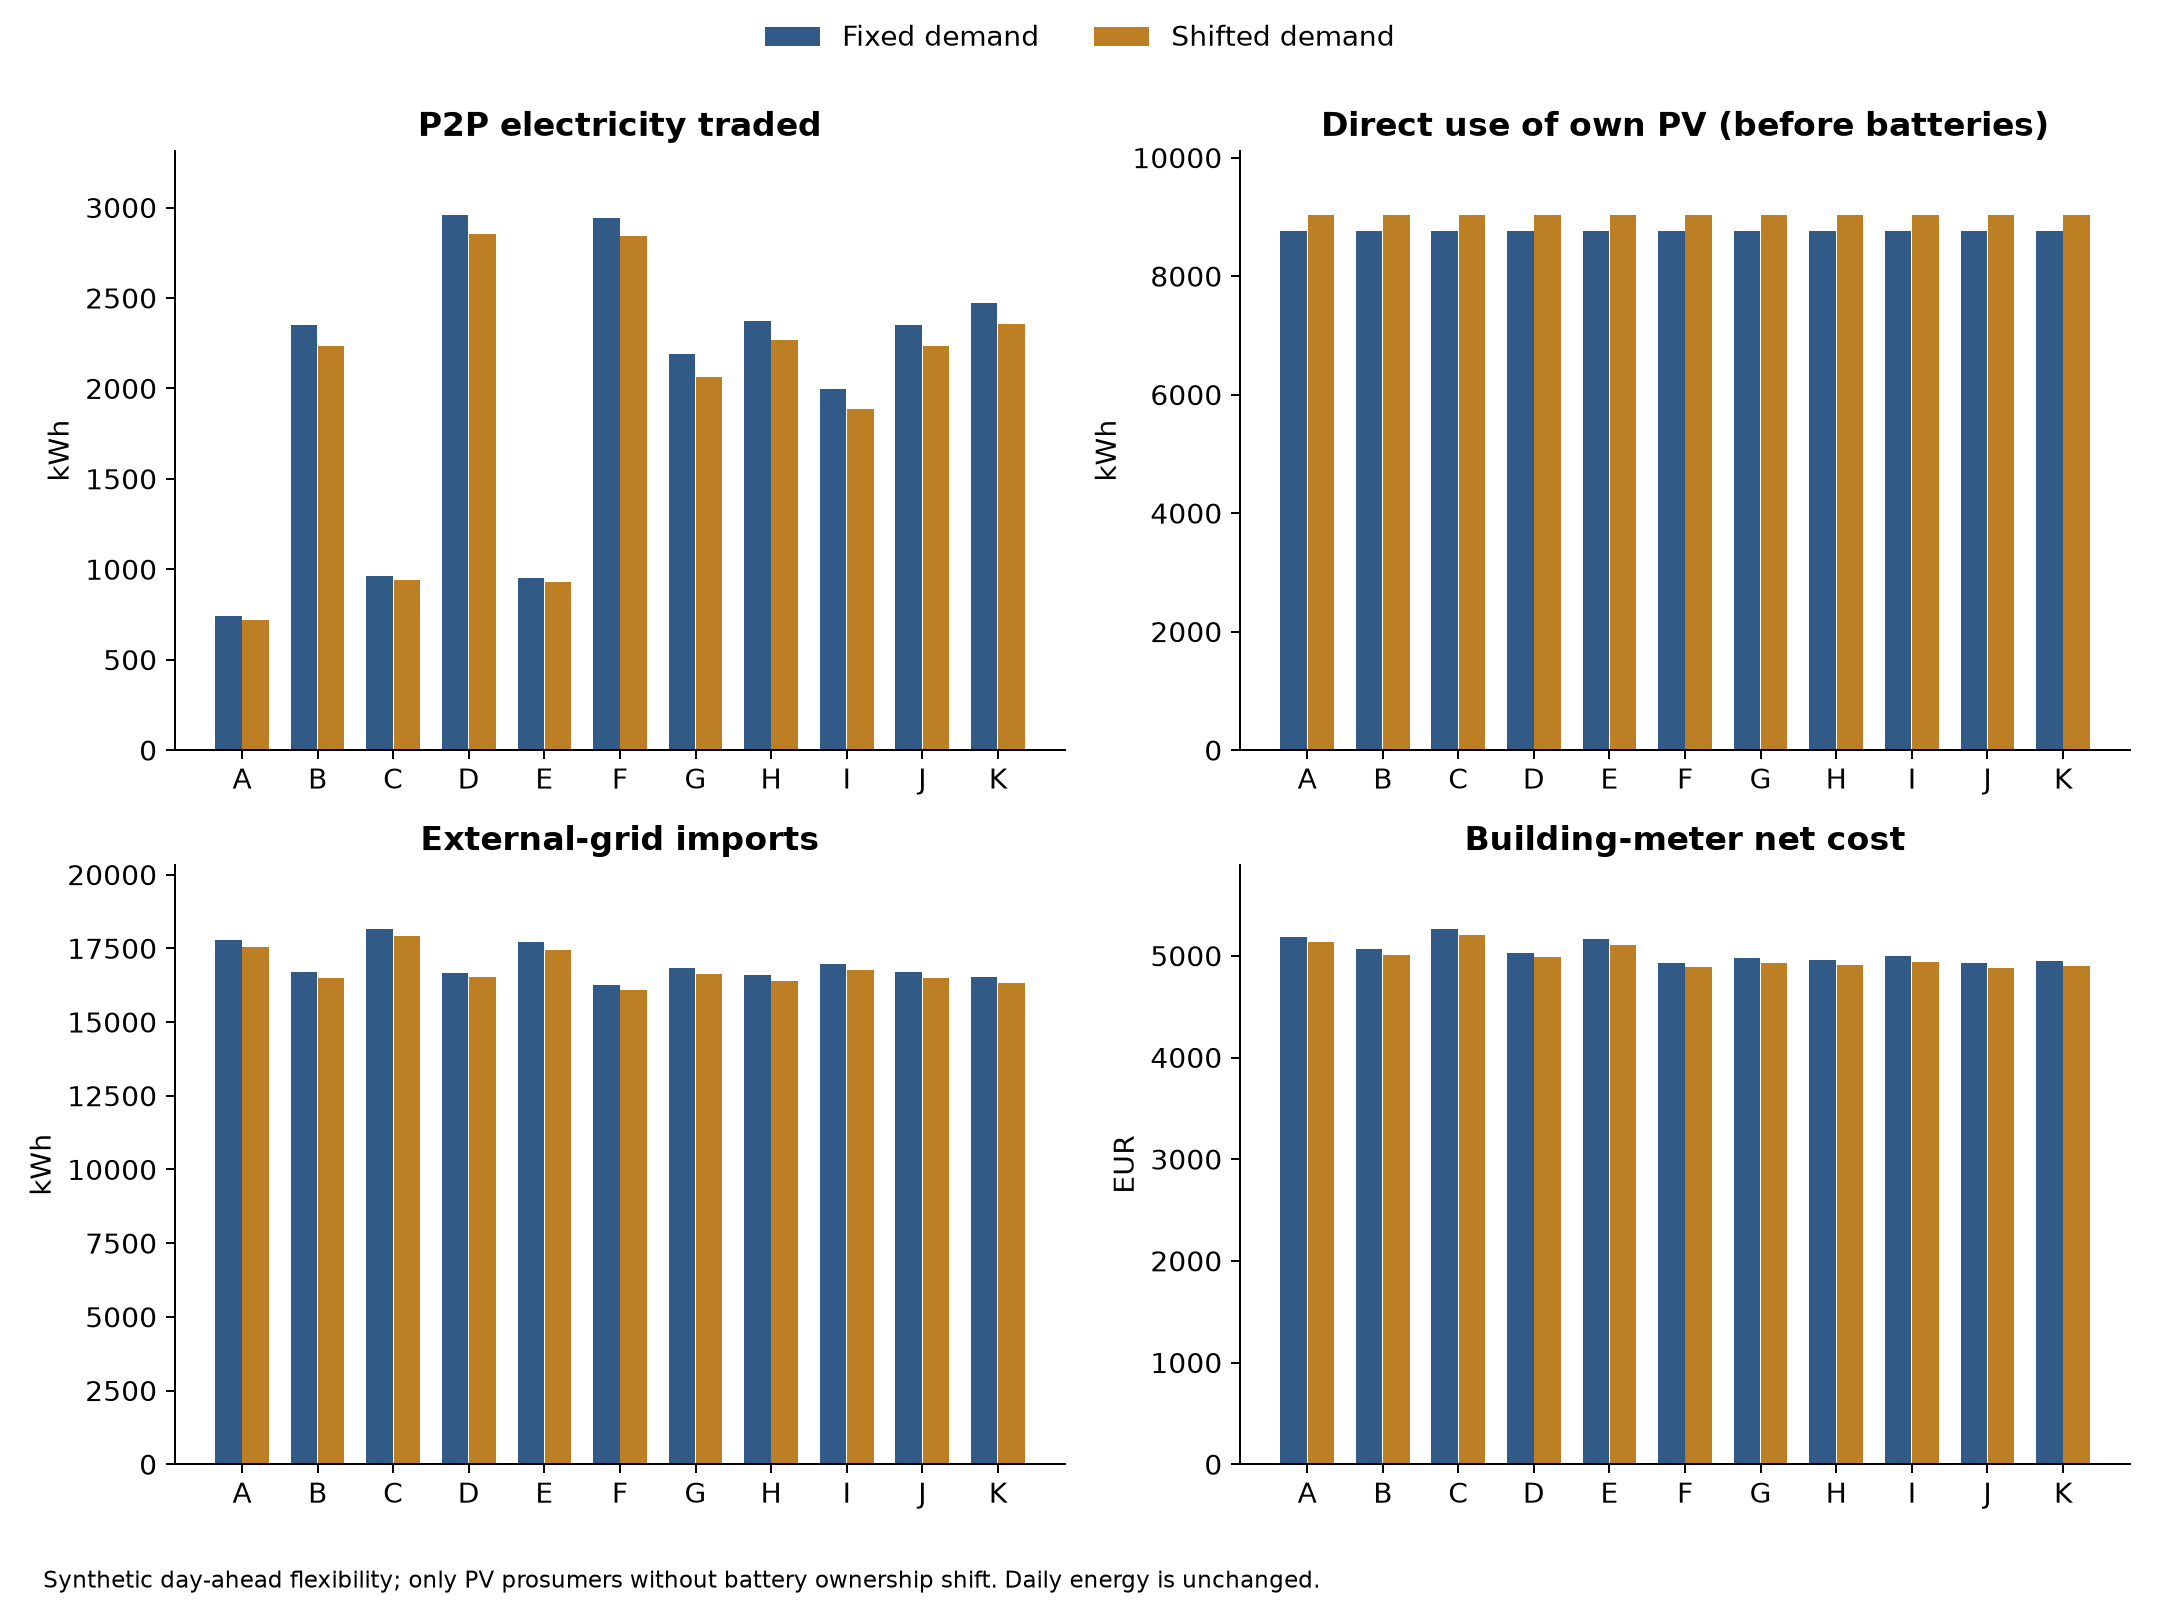 Fixed demand Shifted demand
P2P electricity traded
kWh
3000
2500
2000
1500
1000
500
0
A B C D E F G H I J K
Direct use of own PV (before batteries)
kWh
10000
8000
6000
4000
2000
0
A B C D E F G H I J K
External-grid imports
kWh
20000
17500
15000
12500
10000
7500
5000
2500
0
A B C D E F G H I J K
Building-meter net cost
EUR
5000
4000
3000
2000
1000
0
A B C D E F G H I J K
Synthetic day-ahead flexibility; only PV prosumers without battery ownership shift. Daily energy is unchanged.